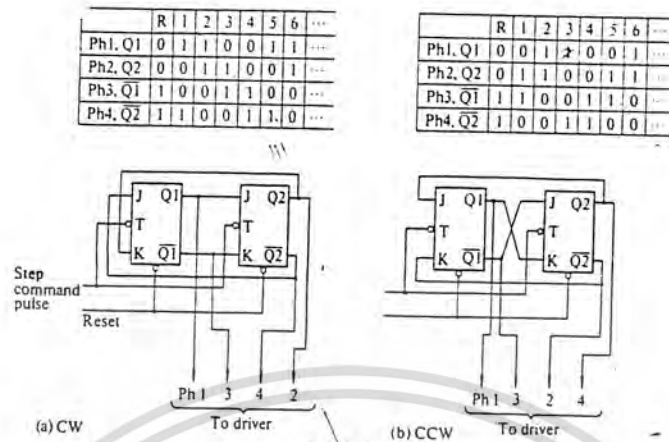 R 1 2 3 4 5 6 ...
Ph1, Q1 0 1 1 0 0 1 1 ...
Ph2, Q2 0 0 1 1 0 0 1 ...
Ph3, Q̅1̅ 1 0 0 1 1 0 0 ...
Ph4, Q̅2̅ 1 1 0 0 1 1 0 ...
R 1 2 3 4 5 6 ...
Ph1, Q1 0 0 1 0 0 1 ...
Ph2, Q2 0 1 1 0 0 1 1 ...
Ph3, Q̅1̅ 1 1 0 0 1 1 0 ...
Ph4, Q̅2̅ 1 0 0 1 1 0 0 ...
J Q1
T
K Q̅1̅
J Q2
T
K Q̅2̅
Step
command
pulse
Reset
Ph 1 3 4 2
To driver
(a) CW
J Q1
T
K Q̅1̅
J Q2
T
K Q̅2̅
Ph 1 3 2 4
To driver
(b) CCW